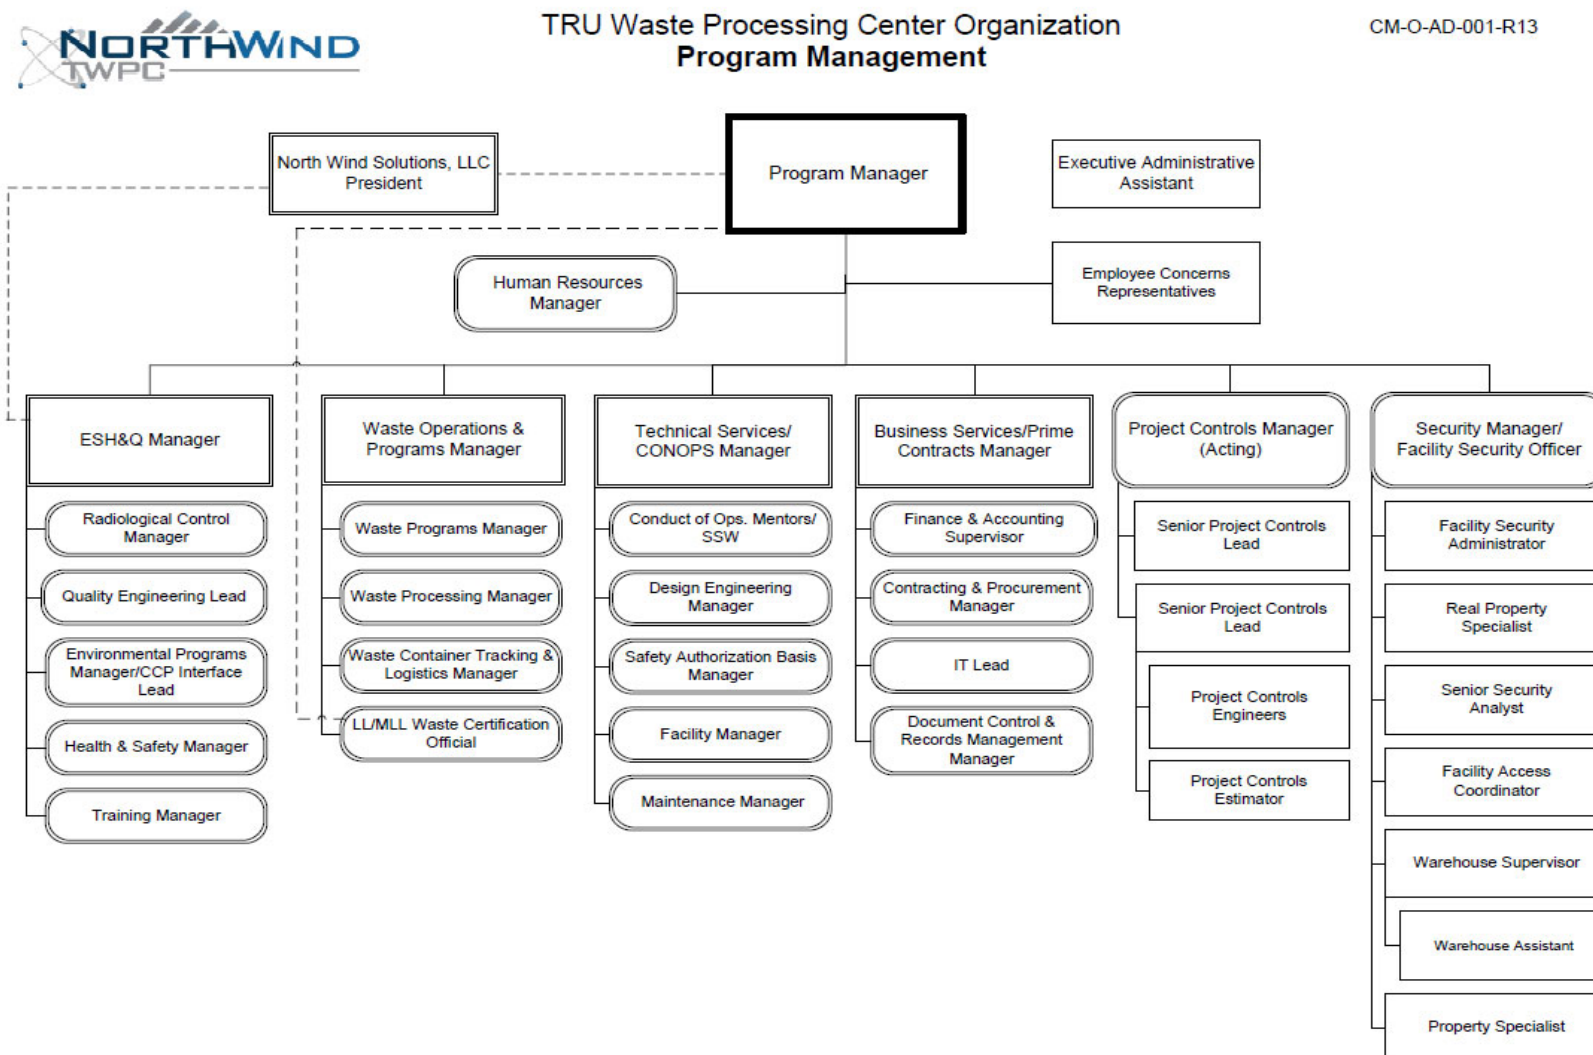 NORTHWIND
TWPC
TRU Waste Processing Center Organization
Program Management
CM-O-AD-001-R13
North Wind Solutions, LLC
President
Program Manager
Executive Administrative
Assistant
Human Resources
Manager
Employee Concerns
Representatives
ESH&Q Manager
Radiological Control
Manager
Quality Engineering Lead
Environmental Programs
Manager/CCP Interface
Lead
Health & Safety Manager
Training Manager
Waste Operations &
Programs Manager
Waste Programs Manager
Waste Processing Manager
Waste Container Tracking &
Logistics Manager
LL/MLL Waste Certification
Official
Technical Services/
CONOPS Manager
Conduct of Ops. Mentors/
SSW
Design Engineering
Manager
Safety Authorization Basis
Manager
Facility Manager
Maintenance Manager
Business Services/Prime
Contracts Manager
Finance & Accounting
Supervisor
Contracting & Procurement
Manager
IT Lead
Document Control &
Records Management
Manager
Project Controls Manager
(Acting)
Senior Project Controls
Lead
Senior Project Controls
Lead
Project Controls
Engineers
Project Controls
Estimator
Security Manager/
Facility Security Officer
Facility Security
Administrator
Real Property
Specialist
Senior Security
Analyst
Facility Access
Coordinator
Warehouse Supervisor
Warehouse Assistant
Property Specialist